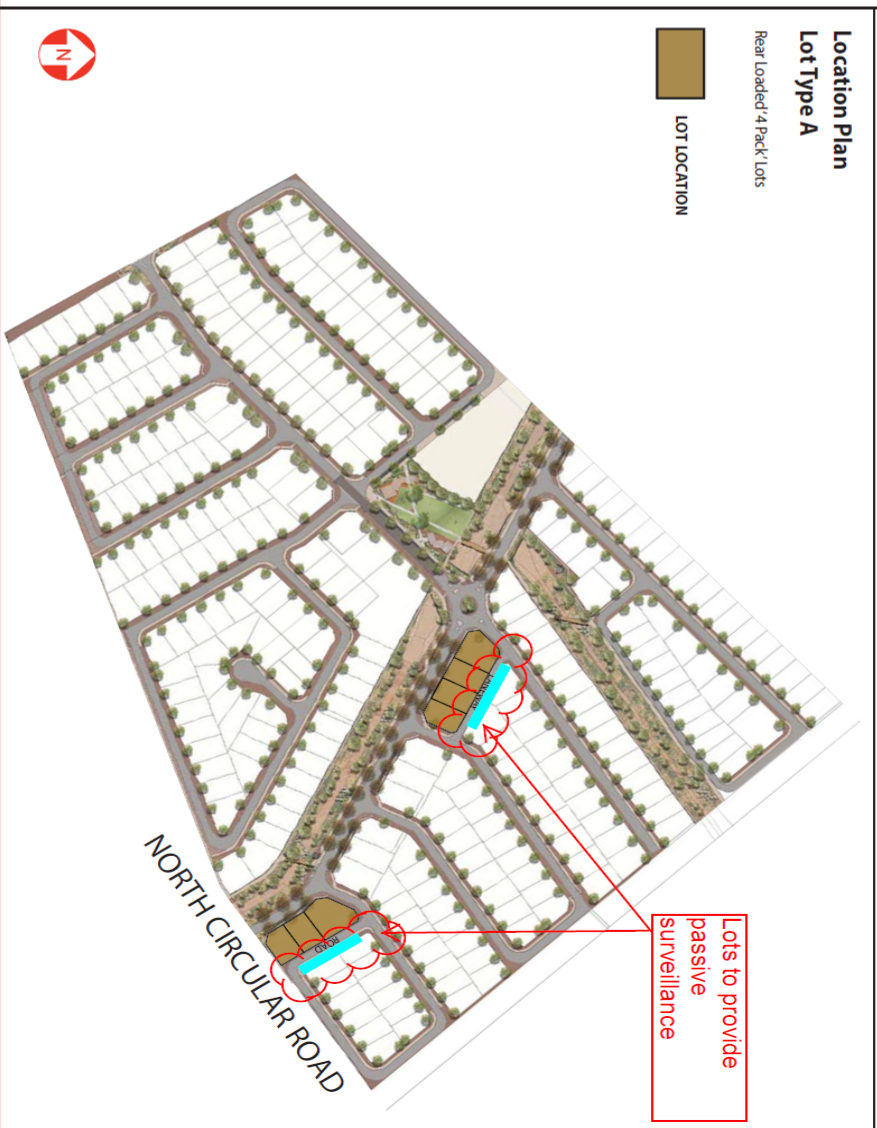 Location Plan
Lot Type A
Rear Loaded '4 Pack' Lots
LOT LOCATION
N
LANEWAY
ROAD
NORTH CIRCULAR ROAD
Lots to provide
passive
surveillance